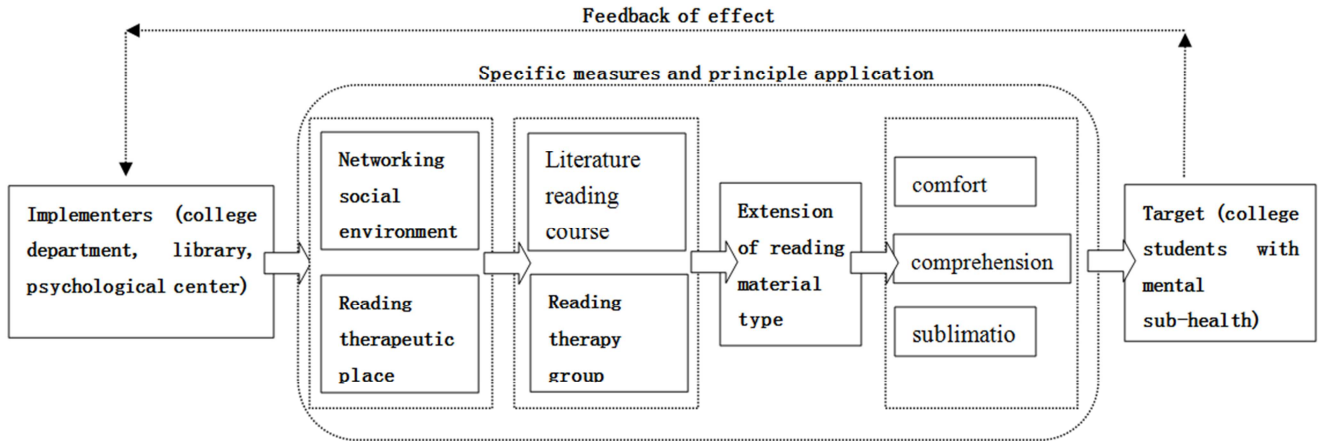 Feedback of effect
Specific measures and principle application
Implementers (college
department, library,
psychological center)
Networking
social
environment
Reading
therapeutic
place
Literature
reading
course
Reading
therapy
group
Extension
of reading
material
type
comfort
comprehension
sublimatio
Target (college
students with
mental
sub-health)